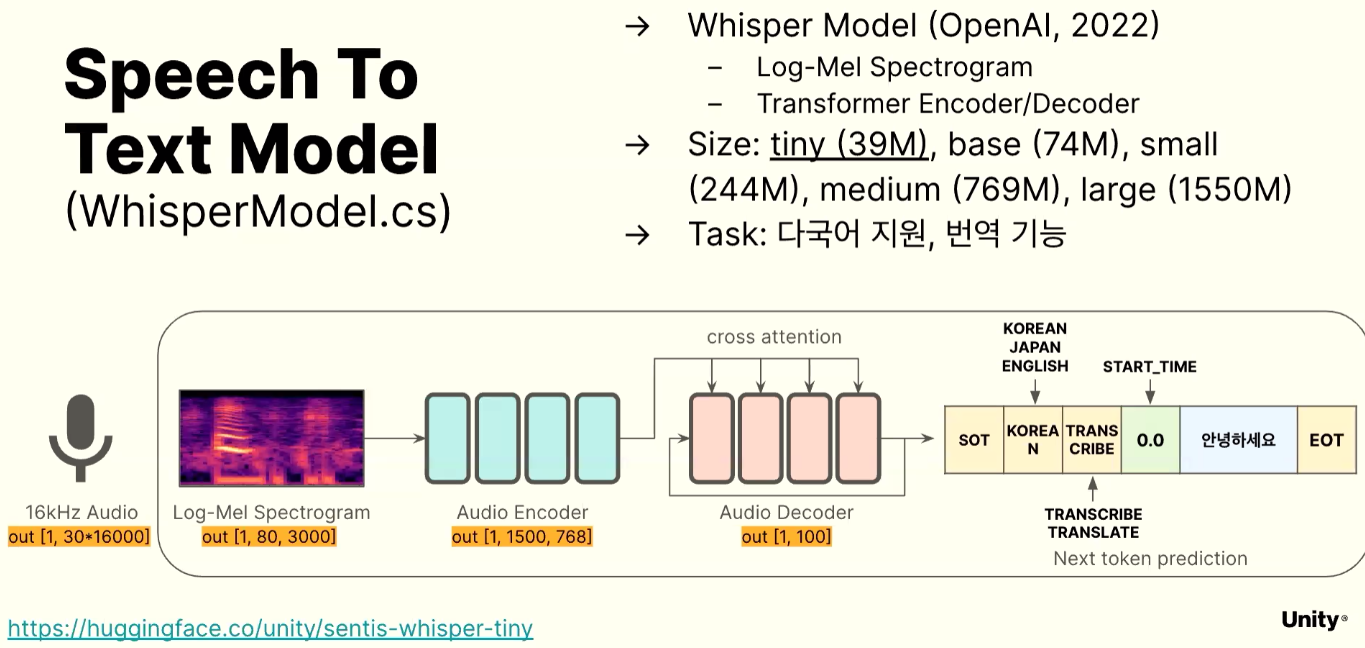 Speech To
Text Model
(WhisperModel.cs)
→ Whisper Model (OpenAI, 2022)
– Log-Mel Spectrogram
– Transformer Encoder/Decoder
→ Size: tiny (39M), base (74M), small
(244M), medium (769M), large (1550M)
→ Task: 다국어 지원, 번역 기능
16kHz Audio
out [1, 30*16000]
Log-Mel Spectrogram
out [1, 80, 3000]
Audio Encoder
out [1, 1500, 768]
cross attention
Audio Decoder
out [1, 100]
KOREAN
JAPAN
ENGLISH
START_TIME
SOT
KOREA
N
TRANS
CRIBE
0.0
안녕하세요
EOT
TRANSCRIBE
TRANSLATE
Next token prediction
https://huggingface.co/unity/sentis-whisper-tiny
Unity®